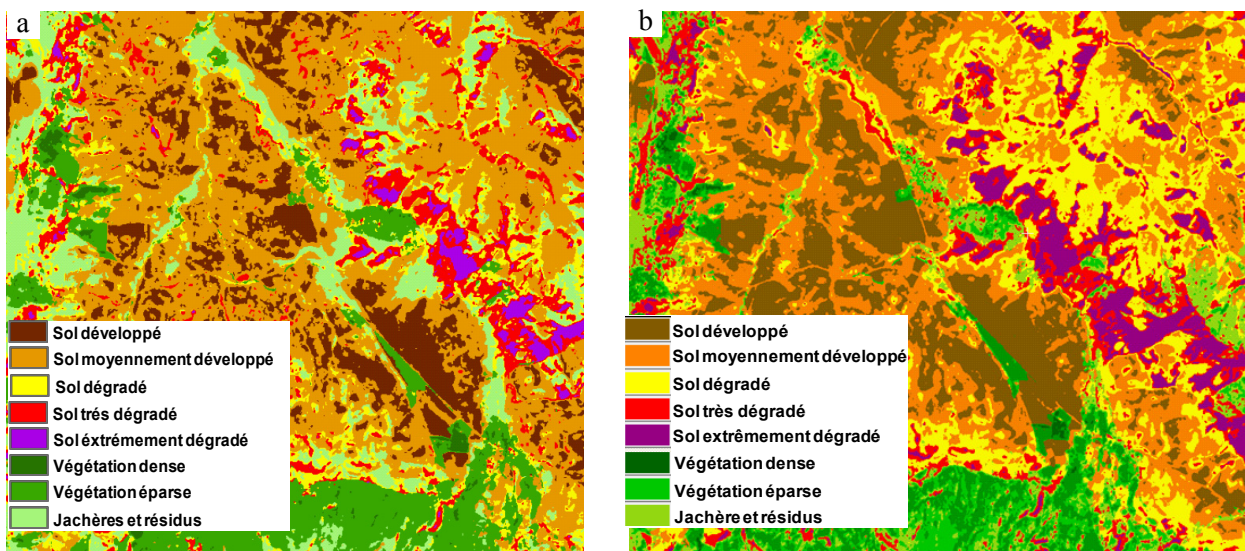 a
Sol développé
Sol moyennement développé
Sol dégradé
Sol trés dégradé
Sol éxtrémement dégradé
Végétation dense
Végétation éparse
Jachères et résidus
b
Sol développé
Sol moyennement développé
Sol dégradé
Sol très dégradé
Sol extrêmement dégradé
Végétation dense
Végétation éparse
Jachère et résidus